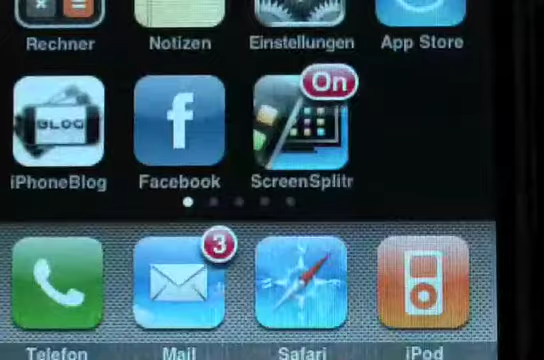 Rechner Notizen Einstellungen App Store
On
BLOG
f
iPhoneBlog Facebook ScreenSplitr
3
Telefon Mail Safari iPod